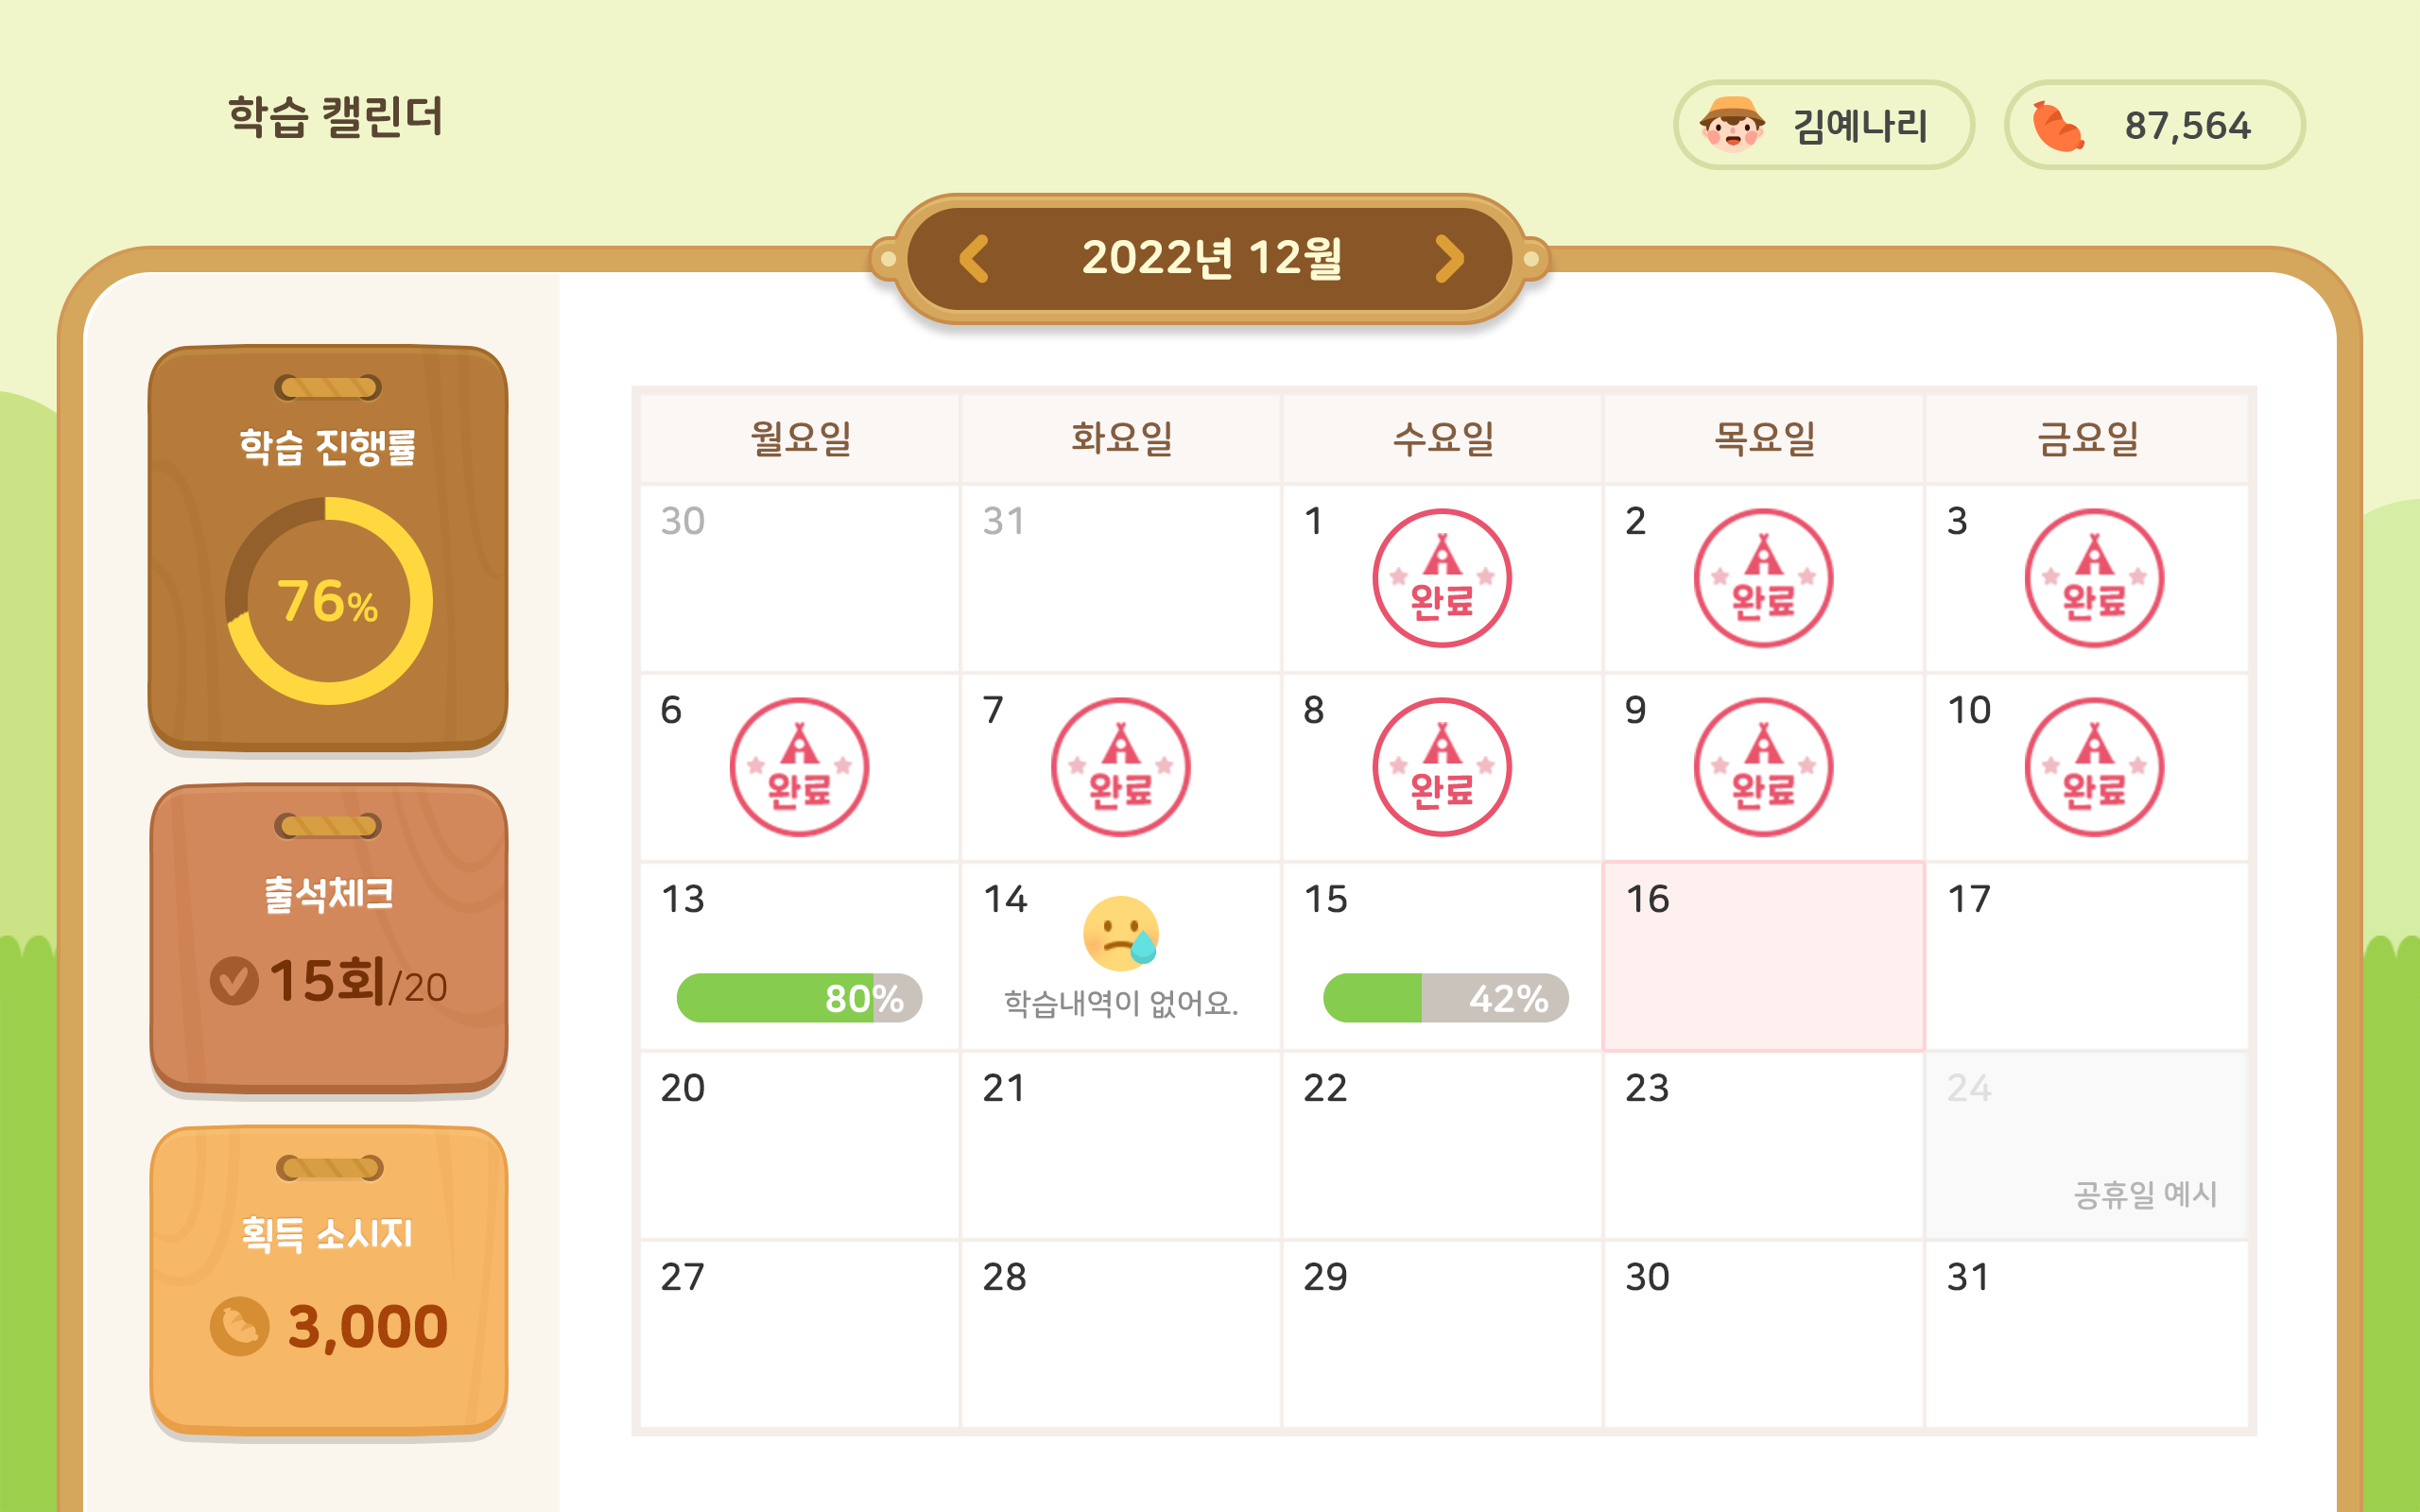 학습 캘린더
김예나리
87,564
2022년 12월
학습 진행률
76%
출석체크
15회/20
획득 소시지
3,000
월요일 화요일 수요일 목요일 금요일
30 31 1 2 3
완료 완료 완료
6 7 8 9 10
완료 완료 완료 완료 완료
13 14 15 16 17
80% 학습내역이 없어요. 42%
20 21 22 23 24
공휴일 예시
27 28 29 30 31